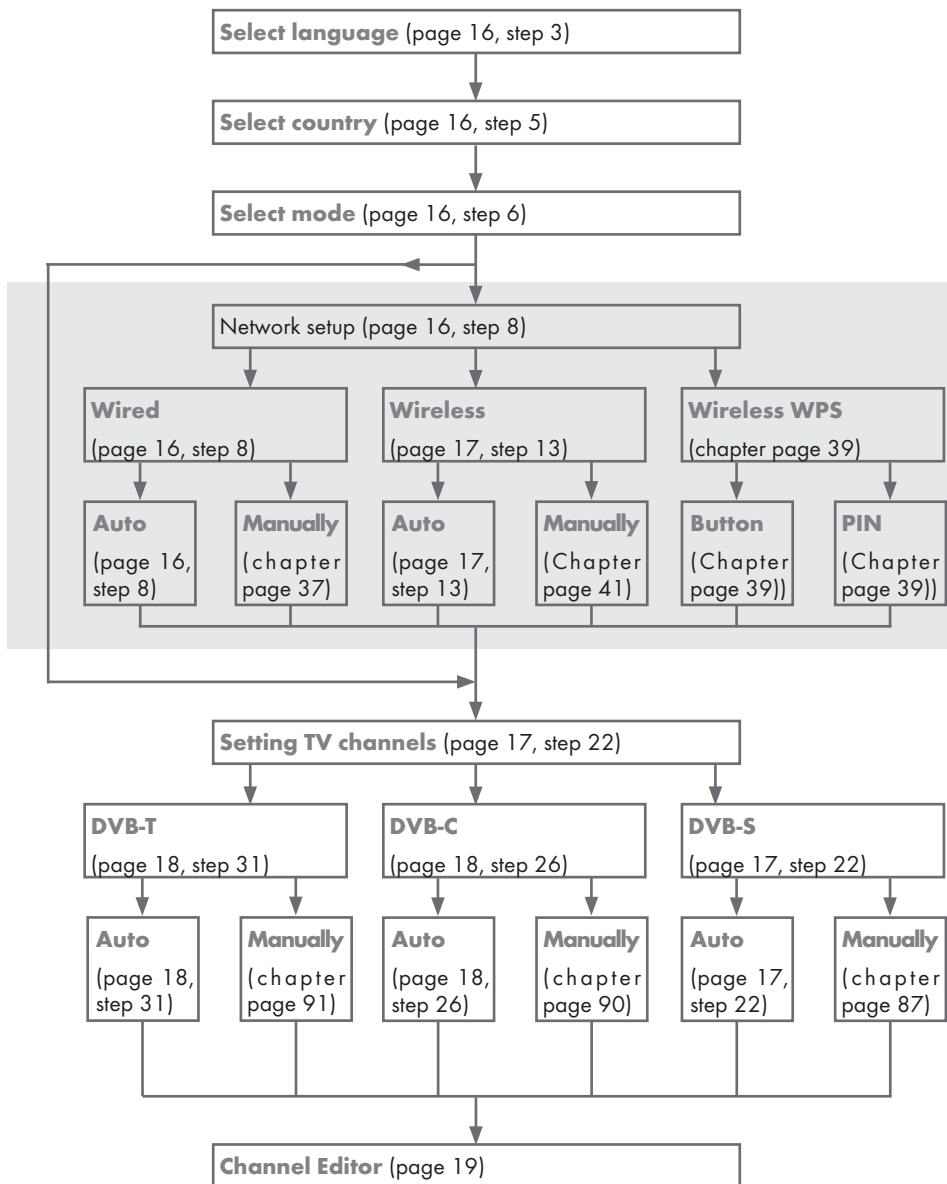 Select language (page 16, step 3)
Select country (page 16, step 5)
Select mode (page 16, step 6)
Network setup (page 16, step 8)
Wired
(page 16, step 8)
Wireless
(page 17, step 13)
Wireless WPS
(chapter page 39)
Auto
(page 16,
step 8)
Manually
(chapter
page 37)
Auto
(page 17,
step 13)
Manually
(Chapter
page 41)
Button
(Chapter
page 39))
PIN
(Chapter
page 39))
Setting TV channels (page 17, step 22)
DVB-T
(page 18, step 31)
DVB-C
(page 18, step 26)
DVB-S
(page 17, step 22)
Auto
(page 18,
step 31)
Manually
(chapter
page 91)
Auto
(page 18,
step 26)
Manually
(chapter
page 90)
Auto
(page 17,
step 22)
Manually
(chapter
page 87)
Channel Editor (page 19)